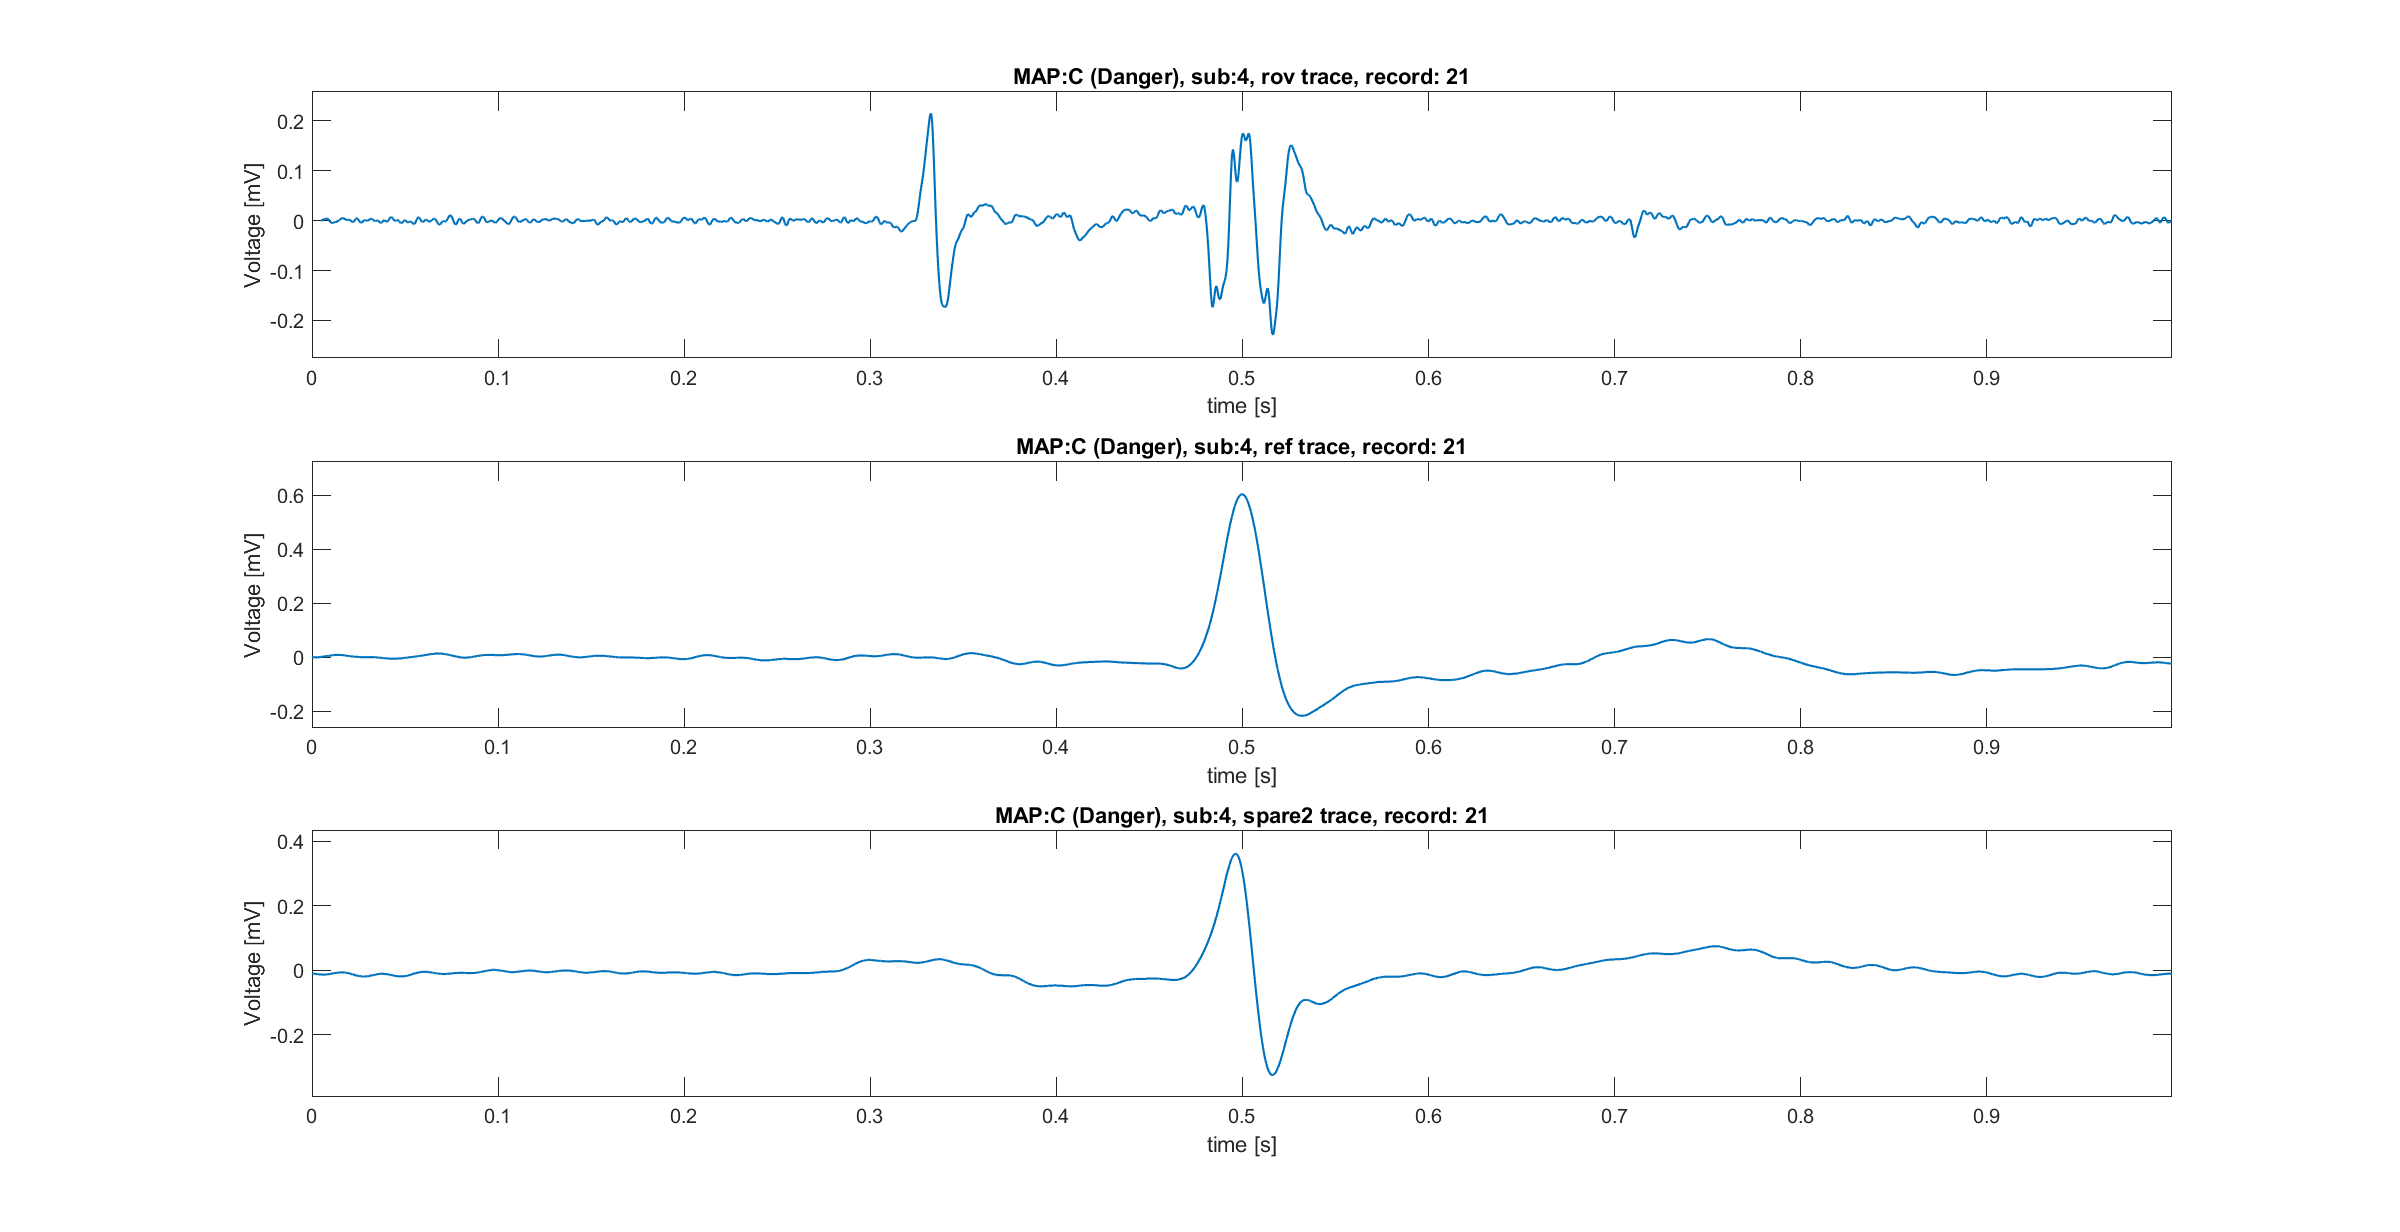 MAP:C (Danger), sub:4, rov trace, record: 21
Voltage [mV]
0.2
0.1
0
-0.1
-0.2
0 0.1 0.2 0.3 0.4 0.5 0.6 0.7 0.8 0.9
time [s]
MAP:C (Danger), sub:4, ref trace, record: 21
Voltage [mV]
0.6
0.4
0.2
0
-0.2
0 0.1 0.2 0.3 0.4 0.5 0.6 0.7 0.8 0.9
time [s]
MAP:C (Danger), sub:4, spare2 trace, record: 21
Voltage [mV]
0.4
0.2
0
-0.2
0 0.1 0.2 0.3 0.4 0.5 0.6 0.7 0.8 0.9
time [s]